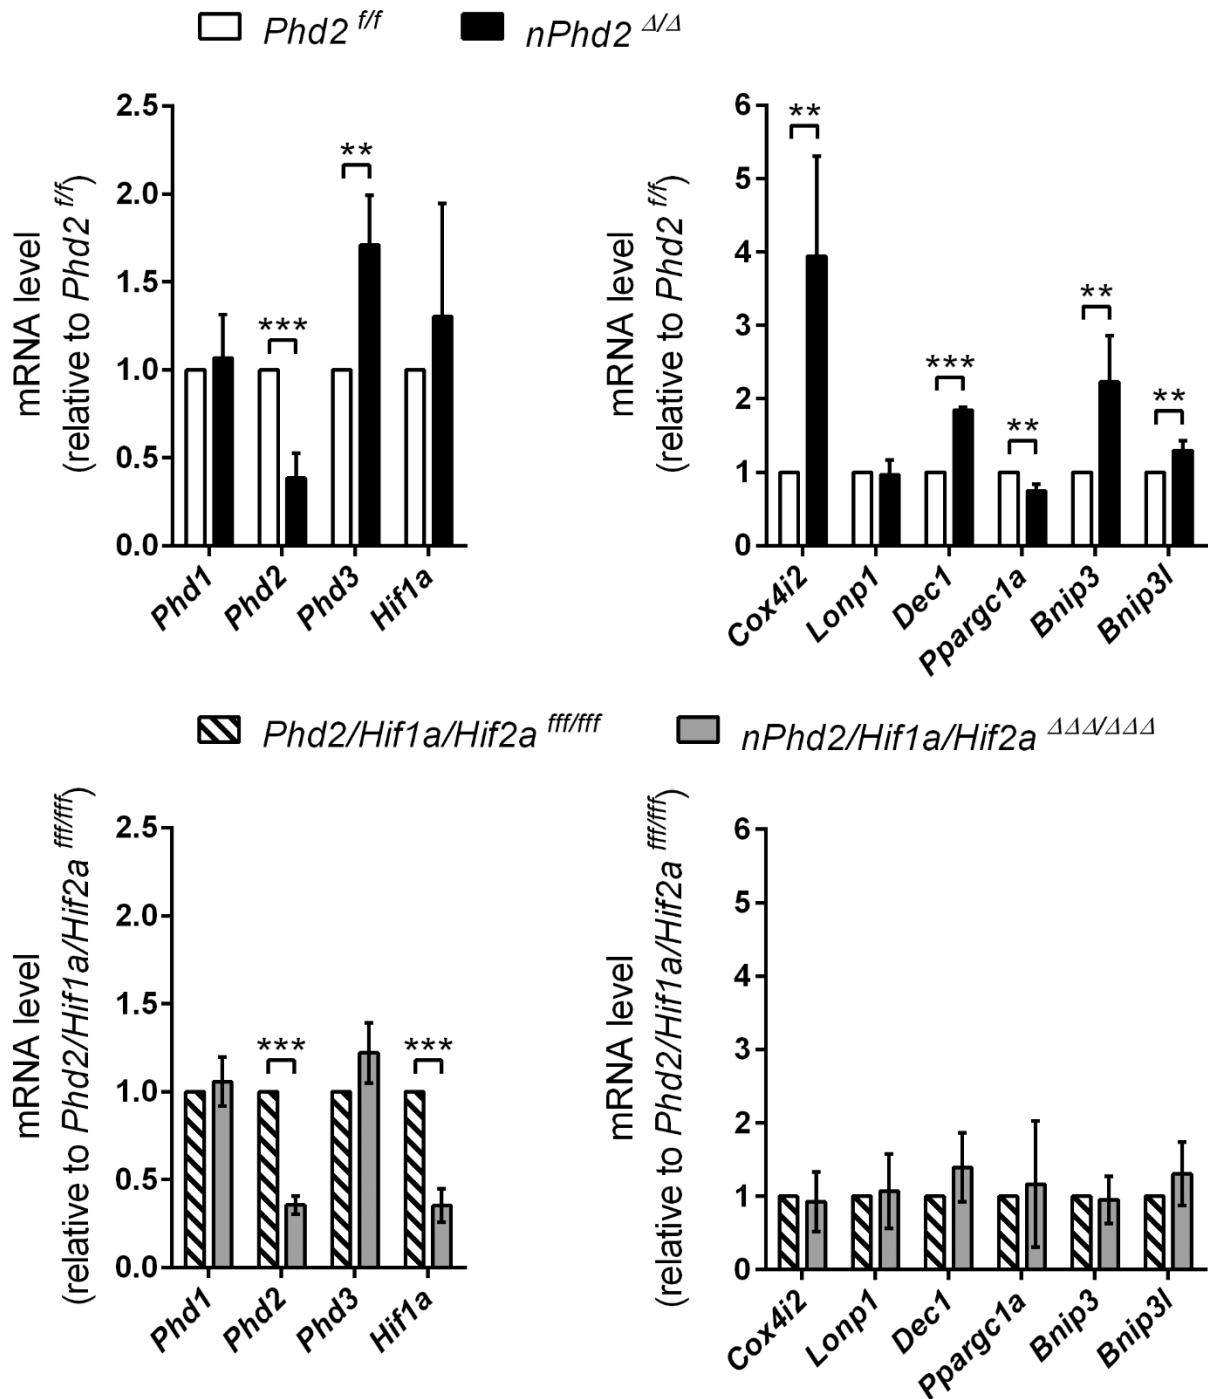 Phd2 f/f nPhd2 Δ/Δ
mRNA level
(relative to Phd2 f/f)
2.5
2.0
1.5
1.0
0.5
0.0
** 
***
Phd1 Phd2 Phd3 Hif1a
mRNA level
(relative to Phd2 f/f)
6
5
4
3
2
1
0
**
***
**
**
**
Cox4i2 Lonp1 Dec1 Ppargc1a Bnip3 Bnip3l
Phd2/Hif1a/Hif2a fff/fff nPhd2/Hif1a/Hif2a ΔΔΔ/ΔΔΔ
mRNA level
(relative to Phd2/Hif1a/Hif2a fff/fff)
2.5
2.0
1.5
1.0
0.5
0.0
*** ***
Phd1 Phd2 Phd3 Hif1a
mRNA level
(relative to Phd2/Hif1a/Hif2a fff/fff)
6
5
4
3
2
1
0
Cox4i2 Lonp1 Dec1 Ppargc1a Bnip3 Bnip3l